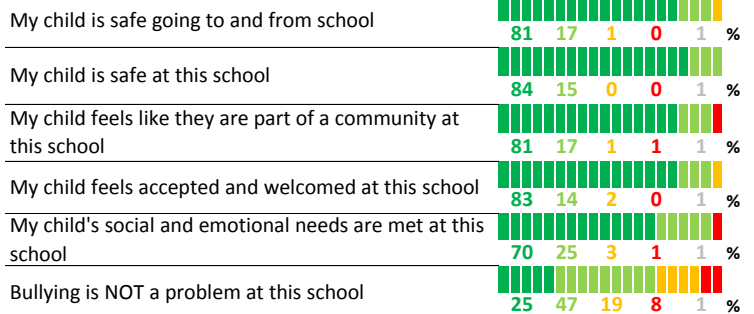 My child is safe going to and from school
81 17 1 0 1 %
My child is safe at this school
84 15 0 0 1 %
My child feels like they are part of a community at
this school
81 17 1 1 1 %
My child feels accepted and welcomed at this school
83 14 2 0 1 %
My child's social and emotional needs are met at this
school
70 25 3 1 1 %
Bullying is NOT a problem at this school
25 47 19 8 1 %